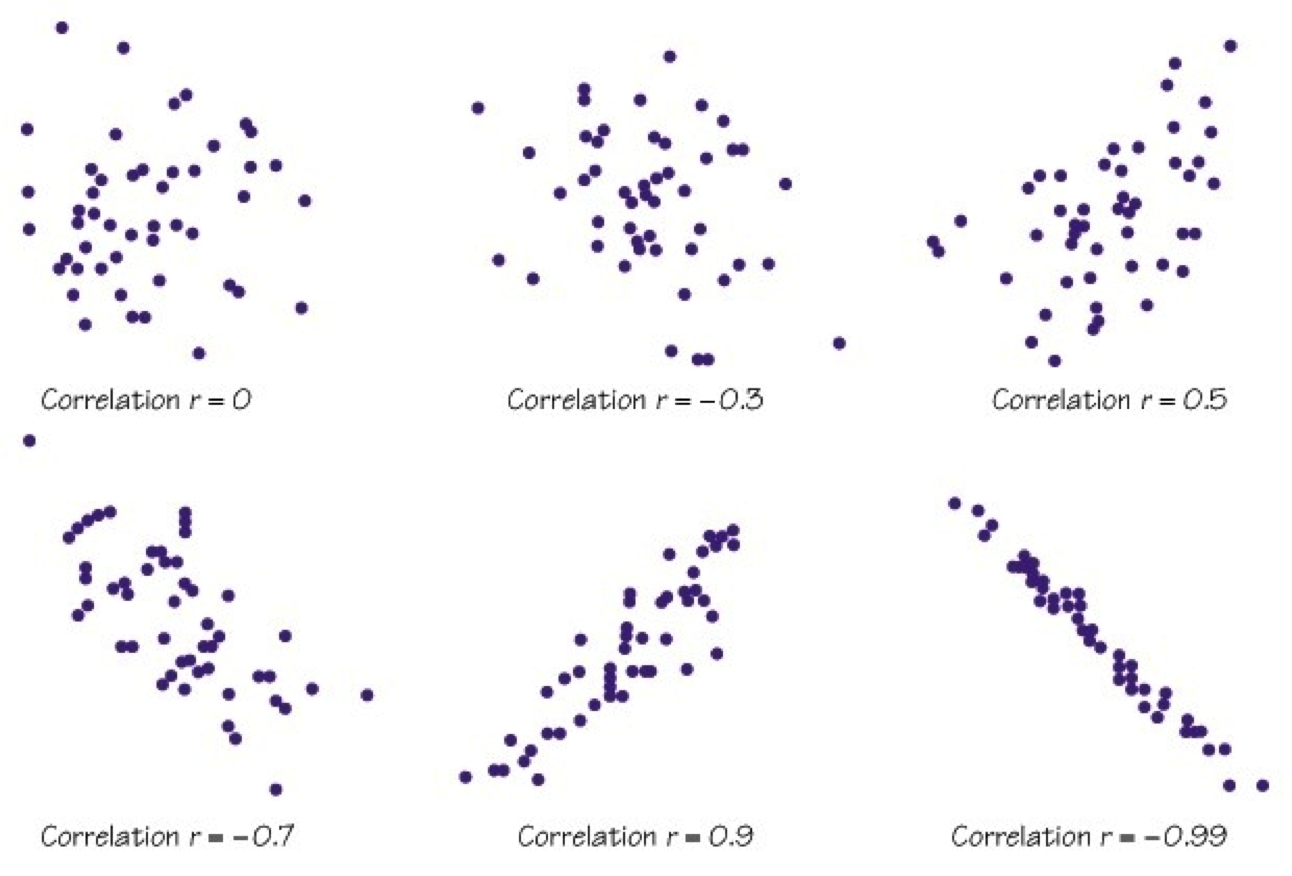 Correlation r = 0
Correlation r = −0.3
Correlation r = 0.5
Correlation r = −0.7
Correlation r = 0.9
Correlation r = −0.99